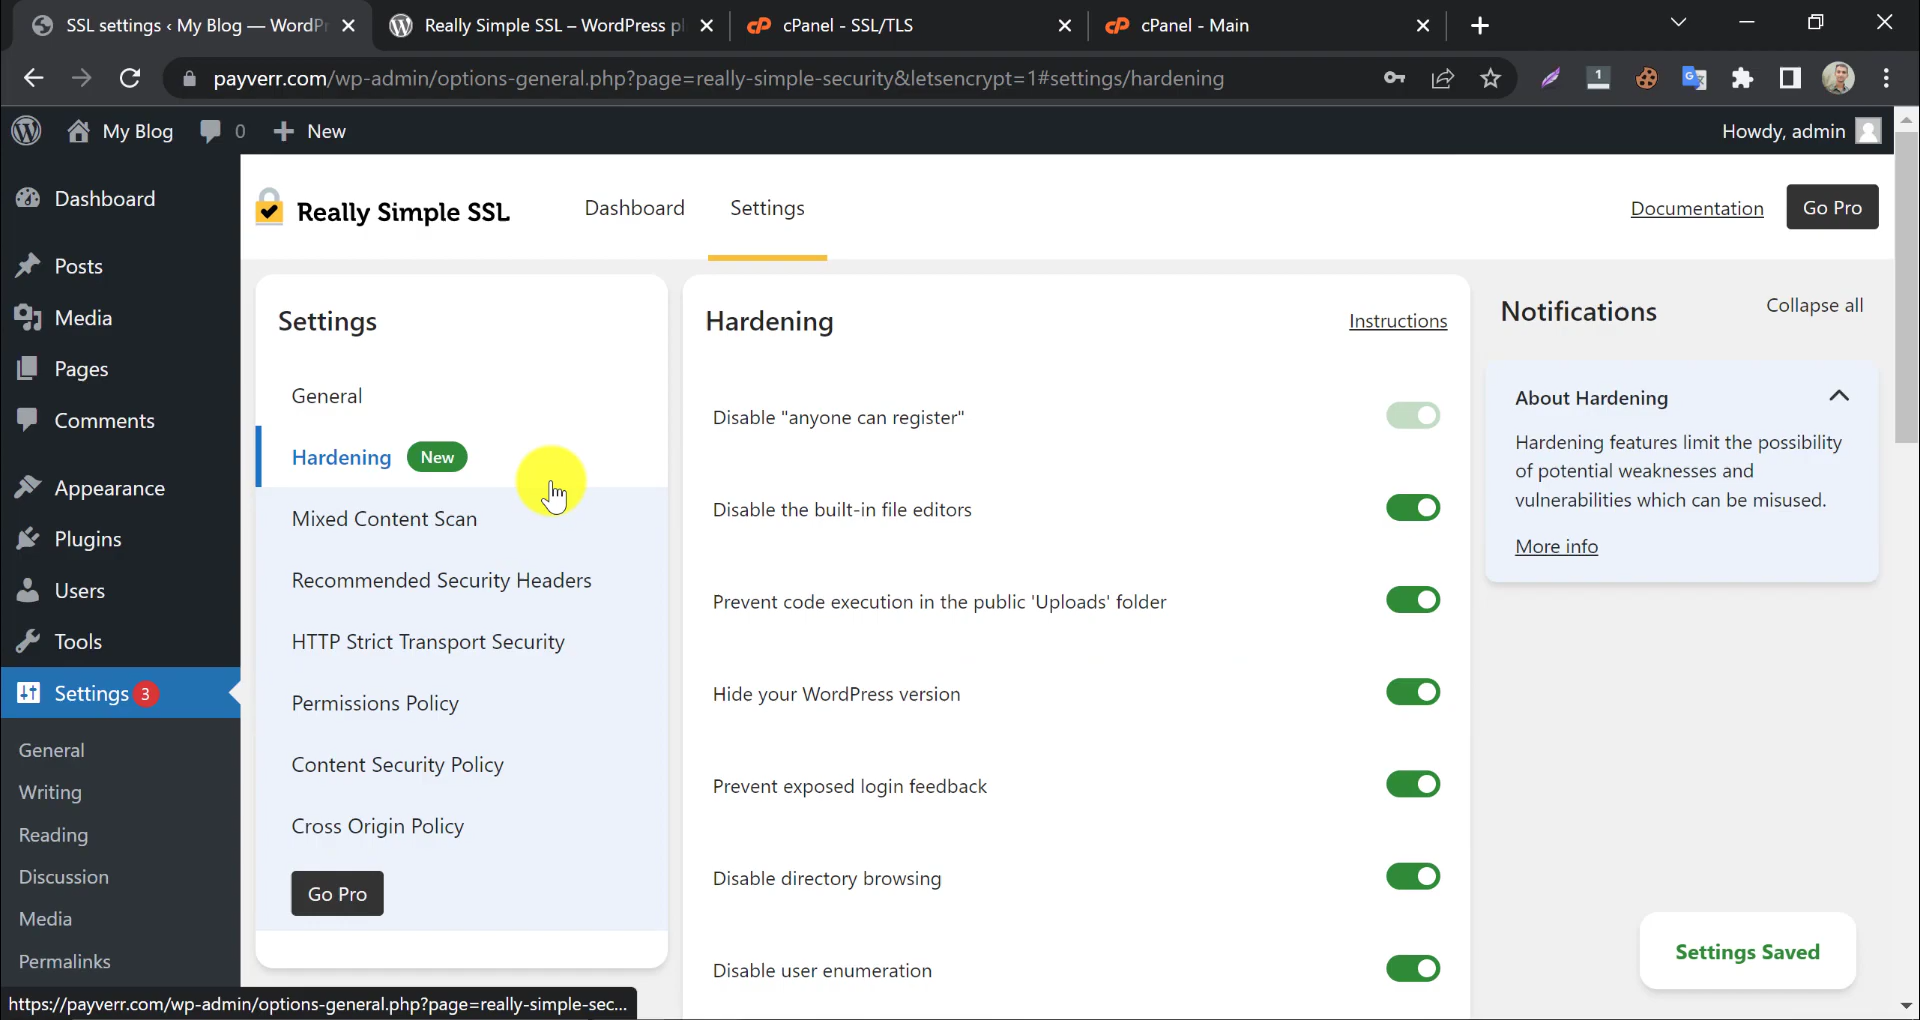 SSL settings ‹ My Blog — WordPr
Really Simple SSL – WordPress pl
cPanel - SSL/TLS
cPanel - Main
payverr.com/wp-admin/options-general.php?page=really-simple-security&letsencrypt=1#settings/hardening
1
My Blog
0
New
Howdy, admin
Dashboard
Posts
Media
Pages
Comments
Appearance
Plugins
Users
Tools
Settings 3
General
Writing
Reading
Discussion
Media
Permalinks
Really Simple SSL
Dashboard
Settings
Documentation
Go Pro
Settings
General
Hardening New
Mixed Content Scan
Recommended Security Headers
HTTP Strict Transport Security
Permissions Policy
Content Security Policy
Cross Origin Policy
Go Pro
Hardening
Instructions
Disable "anyone can register"
Disable the built-in file editors
Prevent code execution in the public 'Uploads' folder
Hide your WordPress version
Prevent exposed login feedback
Disable directory browsing
Disable user enumeration
Notifications
Collapse all
About Hardening
Hardening features limit the possibility
of potential weaknesses and
vulnerabilities which can be misused.
More info
Settings Saved
https://payverr.com/wp-admin/options-general.php?page=really-simple-sec...